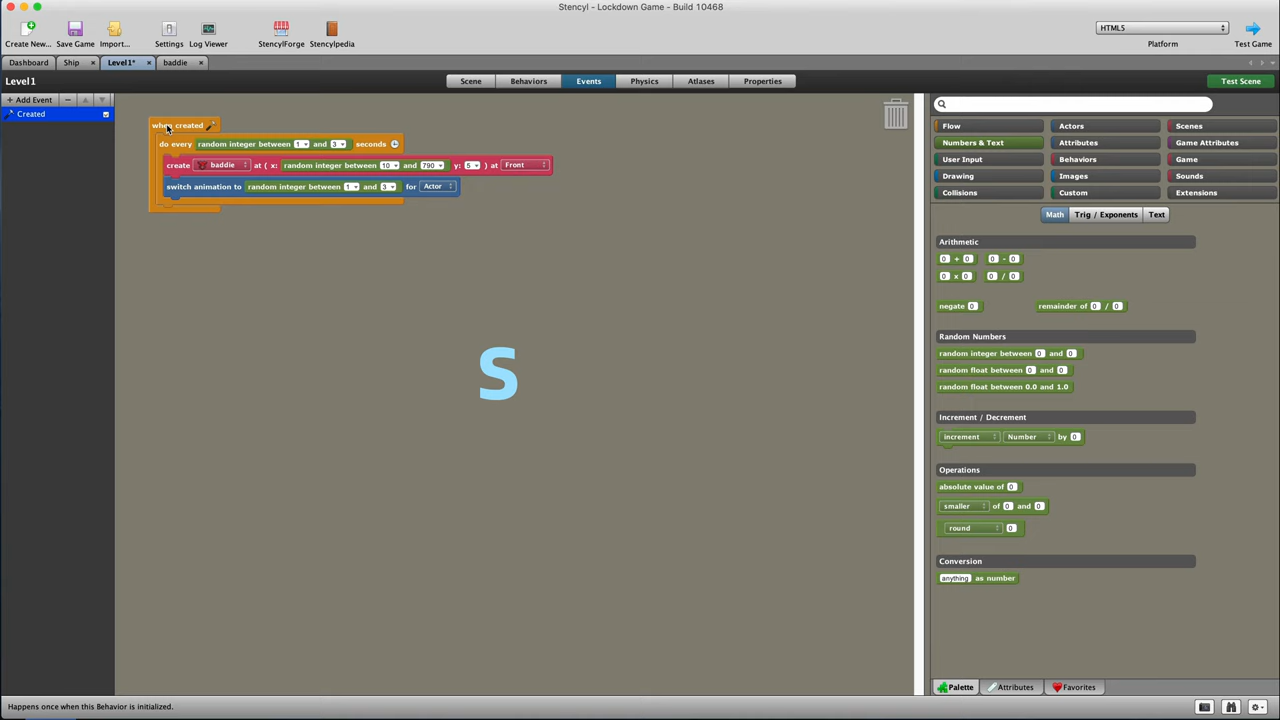 Stencyl - Lockdown Game - Build 10468
Create New... Save Game Import... Settings Log Viewer StencylForge Stencylpedia HTML5 Platform Test Game
Dashboard Ship × Level1* × baddie ×
Level1 Scene Behaviors Events Physics Atlases Properties Test Scene
+ Add Event
Created
when created
do every random integer between 1 and 3 seconds
create baddie at ( x: random integer between 10 and 790 y: 5 ) at Front
switch animation to random integer between 1 and 3 for Actor
S
Flow Actors Scenes
Numbers & Text Attributes Game Attributes
User Input Behaviors Game
Drawing Images Sounds
Collisions Custom Extensions
Math Trig / Exponents Text
Arithmetic
0 + 0 0 - 0
0 x 0 0 / 0
negate 0 remainder of 0 / 0
Random Numbers
random integer between 0 and 0
random float between 0 and 0
random float between 0.0 and 1.0
Increment / Decrement
increment Number by 0
Operations
absolute value of 0
smaller of 0 and 0
round 0
Conversion
anything as number
Palette Attributes Favorites
Happens once when this Behavior is initialized.